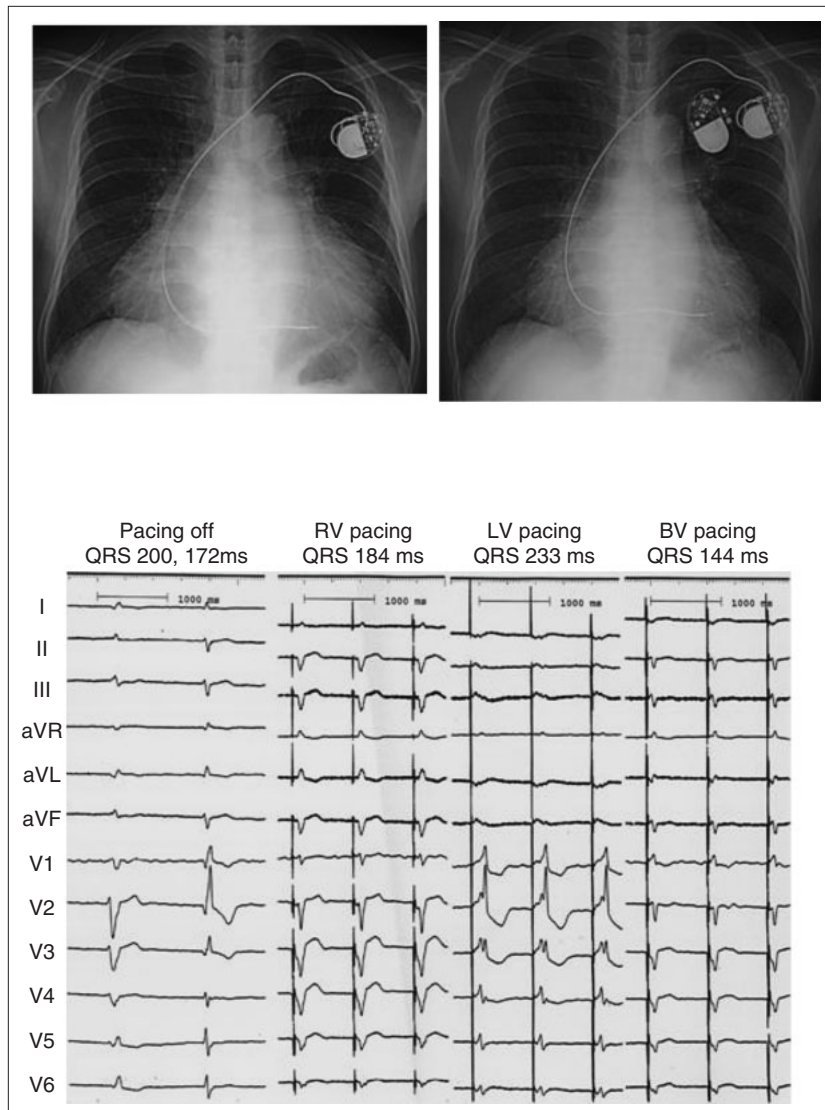 Pacing off
QRS 200, 172ms
RV pacing
QRS 184 ms
LV pacing
QRS 233 ms
BV pacing
QRS 144 ms
1000 ms
1000 ms
1000 ms
1000 ms
I
II
III
aVR
aVL
aVF
V1
V2
V3
V4
V5
V6